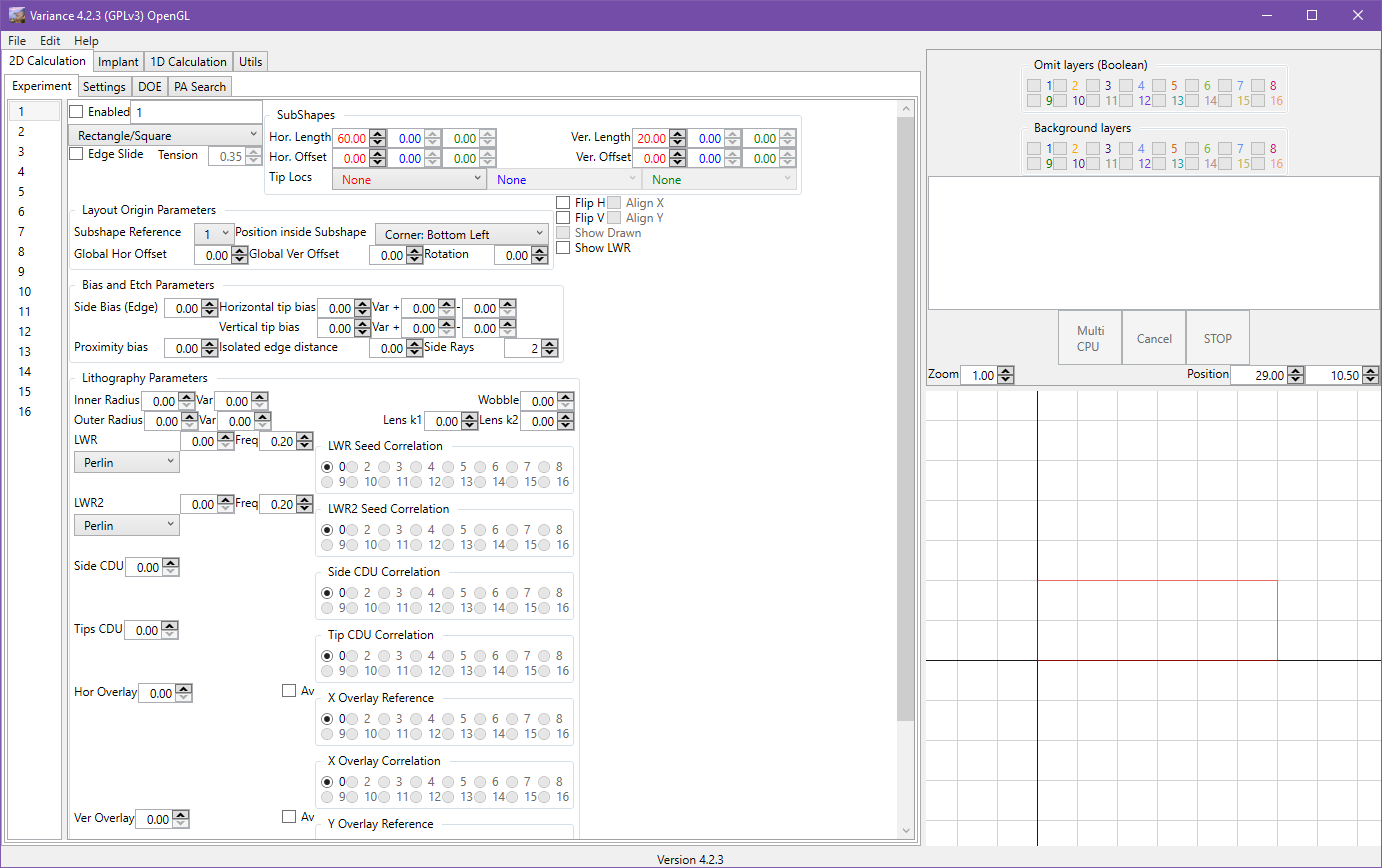 Variance 4.2.3 (GPLv3) OpenGL
File Edit Help
2D Calculation Implant 1D Calculation Utils
Experiment Settings DOE PA Search
1
2
3
4
5
6
7
8
9
10
11
12
13
14
15
16
Enabled 1
Rectangle/Square
Edge Slide Tension 0.35
SubShapes
Hor. Length 60.00 0.00 0.00 Ver. Length 20.00 0.00 0.00
Hor. Offset 0.00 0.00 0.00 Ver. Offset 0.00 0.00 0.00
Tip Locs None None None
Layout Origin Parameters
Subshape Reference 1 Position inside Subshape Corner: Bottom Left
Global Hor Offset 0.00 Global Ver Offset 0.00 Rotation 0.00
Flip H Align X
Flip V Align Y
Show Drawn
Show LWR
Bias and Etch Parameters
Side Bias (Edge) 0.00 Horizontal tip bias 0.00 Var + 0.00 - 0.00
Vertical tip bias 0.00 Var + 0.00 - 0.00
Proximity bias 0.00 Isolated edge distance 0.00 Side Rays 2
Lithography Parameters
Inner Radius 0.00 Var 0.00 Wobble 0.00
Outer Radius 0.00 Var 0.00 Lens k1 0.00 Lens k2 0.00
LWR 0.00 Freq 0.20
Perlin
LWR Seed Correlation
0 2 3 4 5 6 7 8
9 10 11 12 13 14 15 16
LWR2 0.00 Freq 0.20
Perlin
LWR2 Seed Correlation
0 2 3 4 5 6 7 8
9 10 11 12 13 14 15 16
Side CDU 0.00
Side CDU Correlation
0 2 3 4 5 6 7 8
9 10 11 12 13 14 15 16
Tips CDU 0.00
Tip CDU Correlation
0 2 3 4 5 6 7 8
9 10 11 12 13 14 15 16
Hor Overlay 0.00 Av
X Overlay Reference
0 2 3 4 5 6 7 8
9 10 11 12 13 14 15 16
X Overlay Correlation
0 2 3 4 5 6 7 8
9 10 11 12 13 14 15 16
Ver Overlay 0.00 Av
Y Overlay Reference
Omit layers (Boolean)
1 2 3 4 5 6 7 8
9 10 11 12 13 14 15 16
Background layers
1 2 3 4 5 6 7 8
9 10 11 12 13 14 15 16
Multi
CPU
Cancel
STOP
Zoom 1.00 Position 29.00 10.50
Version 4.2.3